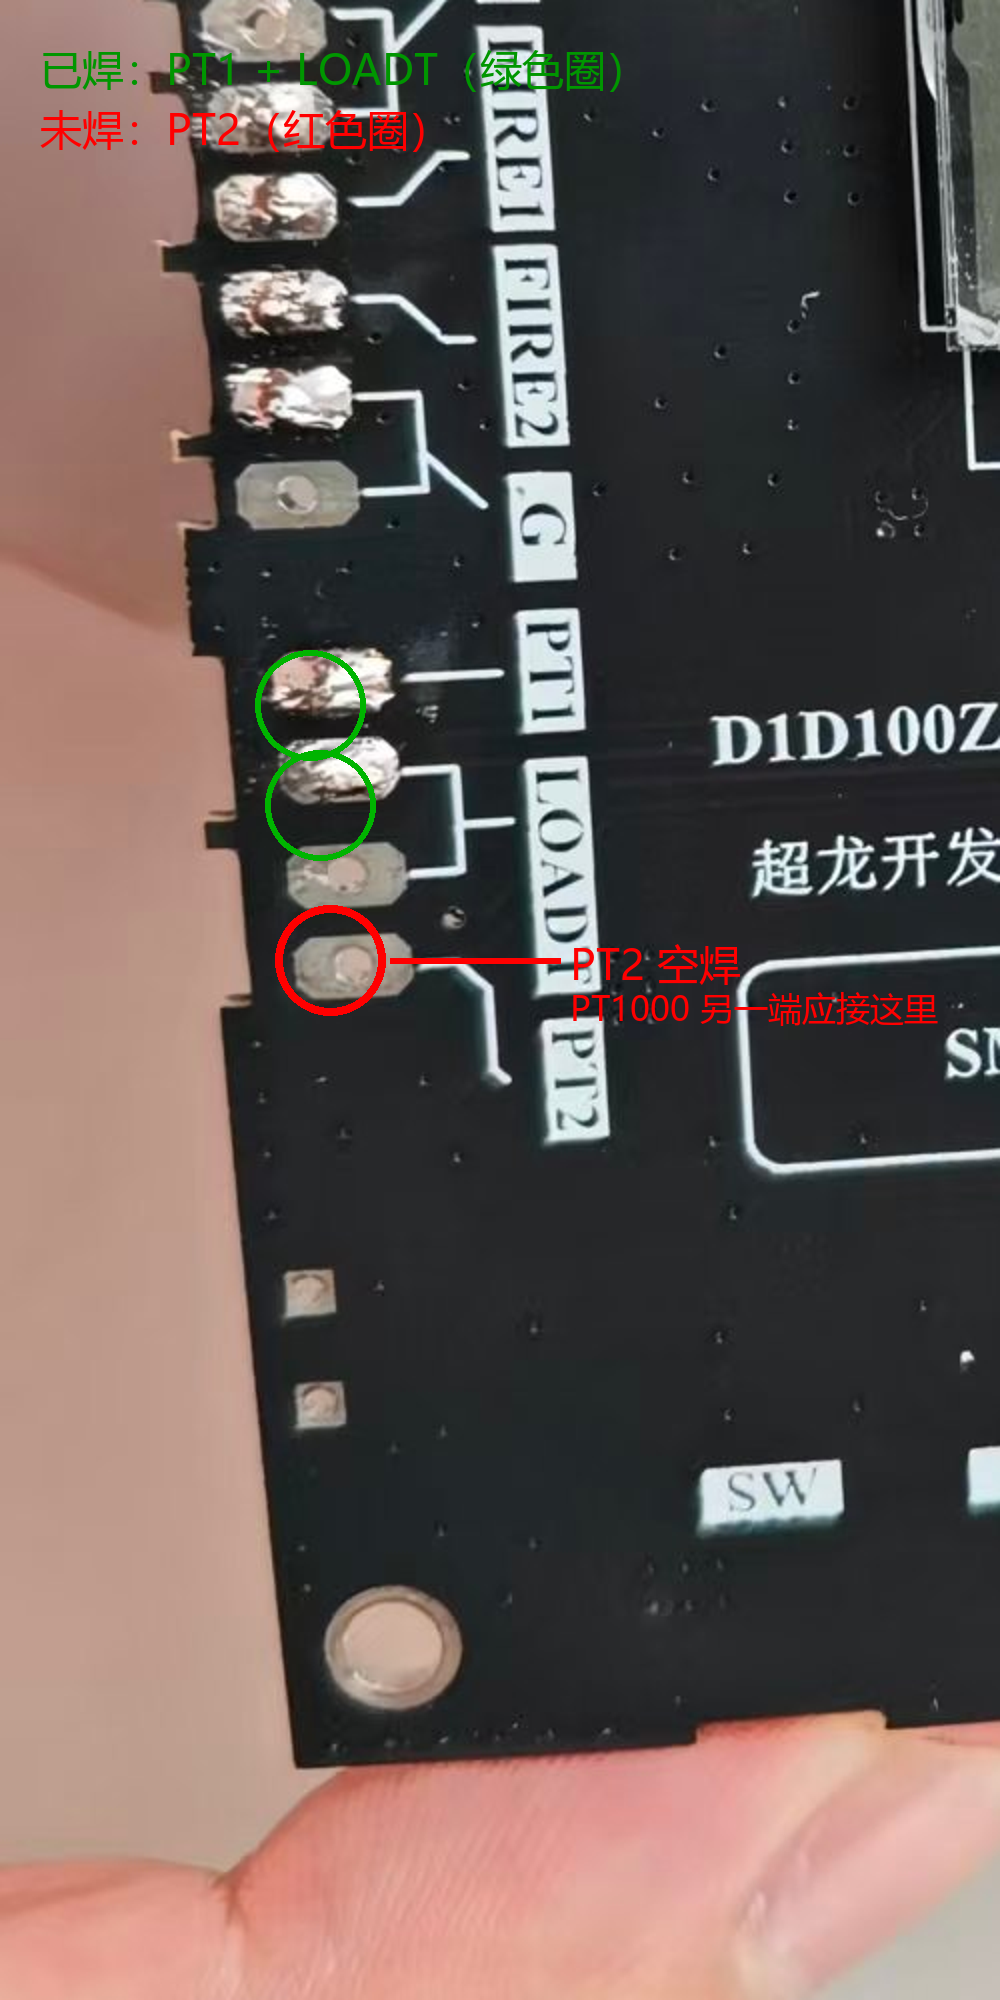 已焊：PT1 + LOADT（绿色圈）
未焊：PT2（红色圈）
FIRE1
FIRE2
G
PT1
LOADT
PT2
D1D100Z
超龙开发
PT2 空焊
PT1000 另一端应接这里
SW